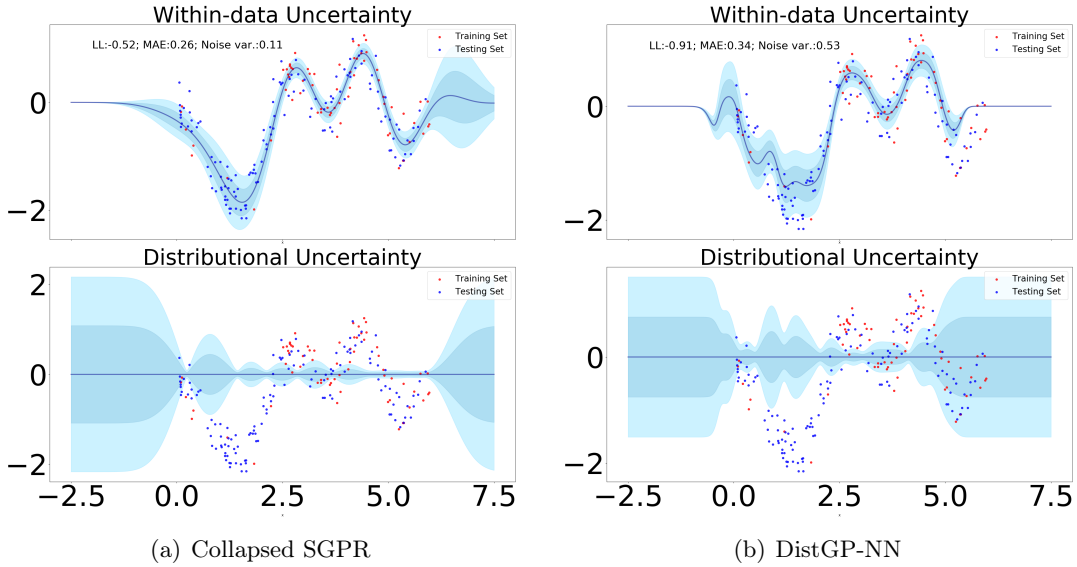 Within-data Uncertainty
LL:-0.52; MAE:0.26; Noise var.:0.11
Training Set
Testing Set
0
−2
Distributional Uncertainty
Training Set
Testing Set
2
0
−2
−2.5 0.0 2.5 5.0 7.5
(a) Collapsed SGPR
Within-data Uncertainty
LL:-0.91; MAE:0.34; Noise var.:0.53
Training Set
Testing Set
0
−2
Distributional Uncertainty
Training Set
Testing Set
0
−2
−2.5 0.0 2.5 5.0 7.5
(b) DistGP-NN